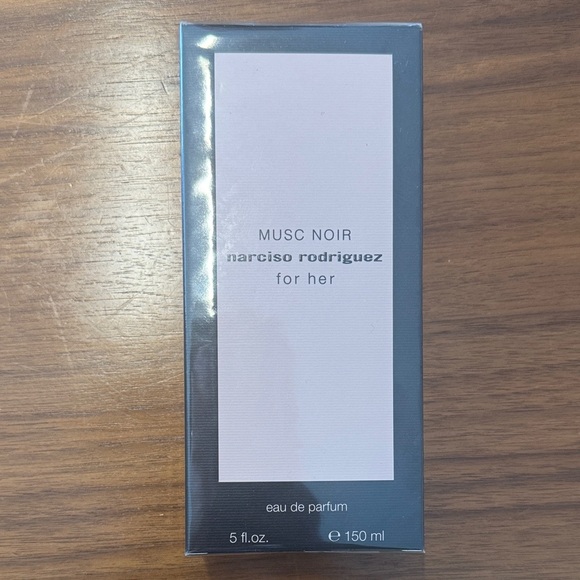 MUSC NOIR
narciso rodriguez
for her
eau de parfum
5 fl.oz. ℮ 150 ml